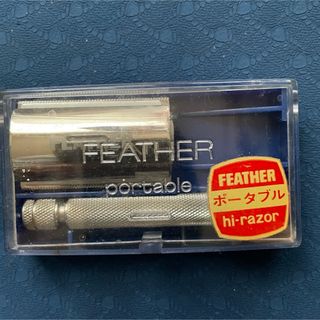 FEATHER
portable
FEATHER
ポータブル
hi-razor